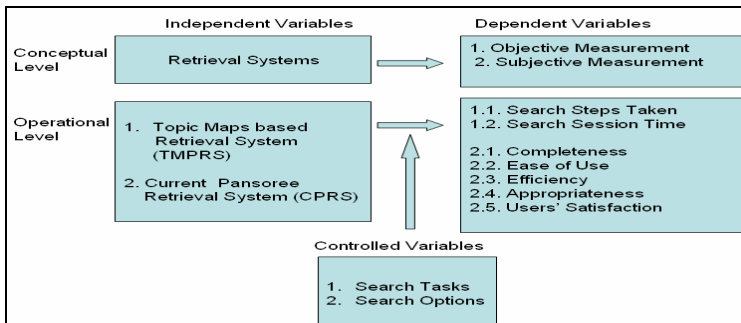 Independent Variables
Dependent Variables
Conceptual
Level
Retrieval Systems
1. Objective Measurement
2. Subjective Measurement
Operational
Level
1. Topic Maps based
Retrieval System
(TMPRS)
2. Current Pansoree
Retrieval System (CPRS)
1.1. Search Steps Taken
1.2. Search Session Time
2.1. Completeness
2.2. Ease of Use
2.3. Efficiency
2.4. Appropriateness
2.5. Users' Satisfaction
Controlled Variables
1. Search Tasks
2. Search Options